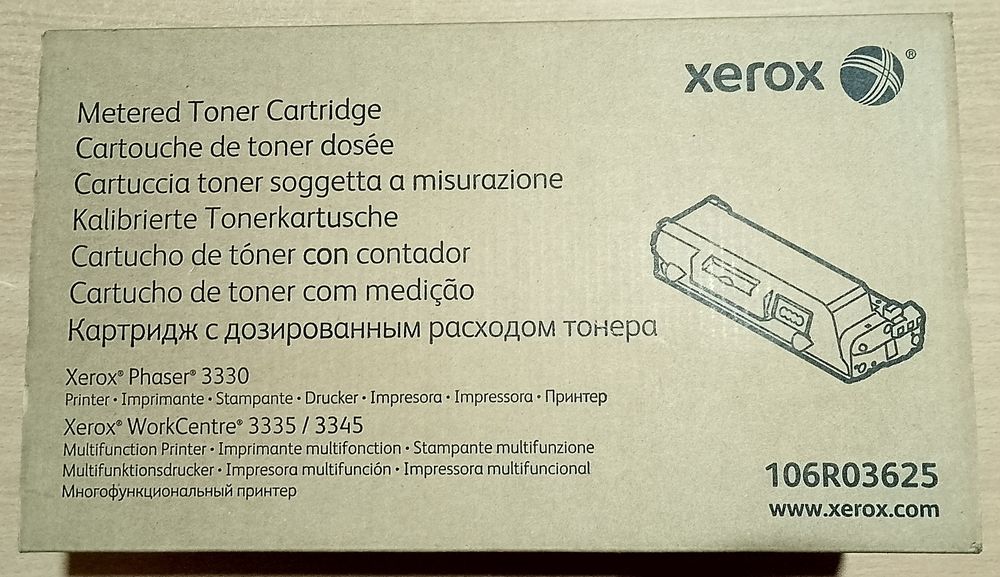 xerox ®
Metered Toner Cartridge
Cartouche de toner dosée
Cartuccia toner soggetta a misurazione
Kalibrierte Tonerkartusche
Cartucho de tóner con contador
Cartucho de toner com medição
Картридж с дозированным расходом тонера
Xerox® Phaser® 3330
Printer • Imprimante • Stampante • Drucker • Impresora • Impressora • Принтер
Xerox® WorkCentre® 3335 / 3345
Multifunction Printer • Imprimante multifonction • Stampante multifunzione
Multifunktionsdrucker • Impresora multifunción • Impressora multifuncional
Многофункциональный принтер
106R03625
www.xerox.com